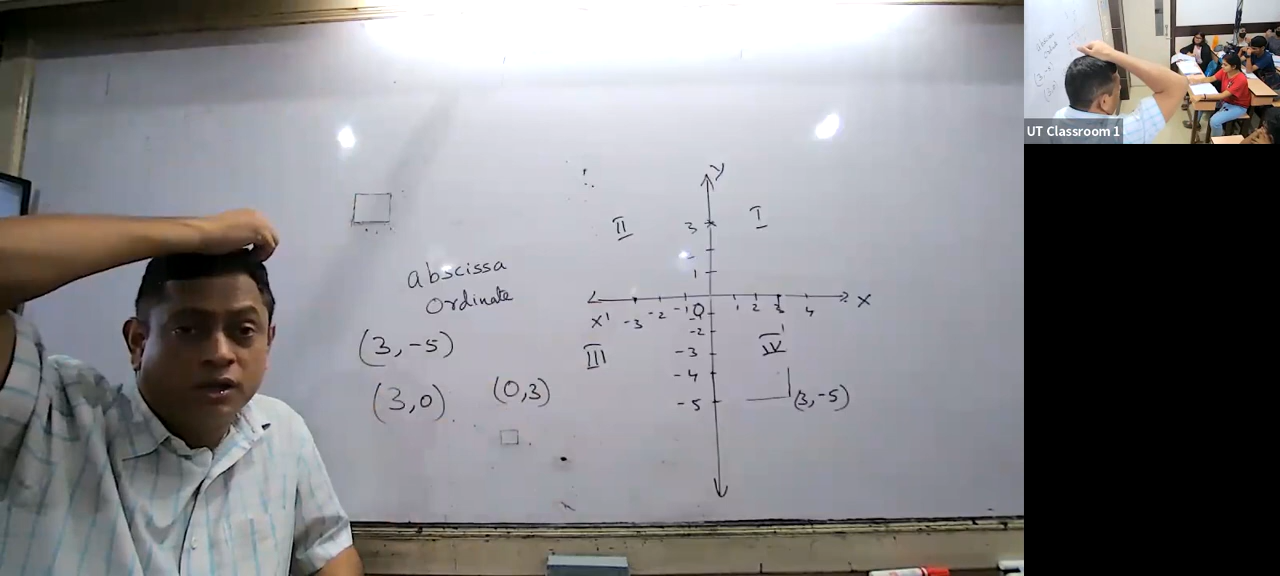 abscissa
ordinate
(3,-5)
(3,0)
(0,3)
y
3
1
II
I
X' -3 -2 -1 0 1 2 3 4 X
-2
-3
-4
-5
III
IV
(3,-5)
UT Classroom 1